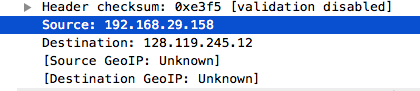 Header checksum: 0xe3f5 [validation disabled]
Source: 192.168.29.158
Destination: 128.119.245.12
[Source GeoIP: Unknown]
[Destination GeoIP: Unknown]